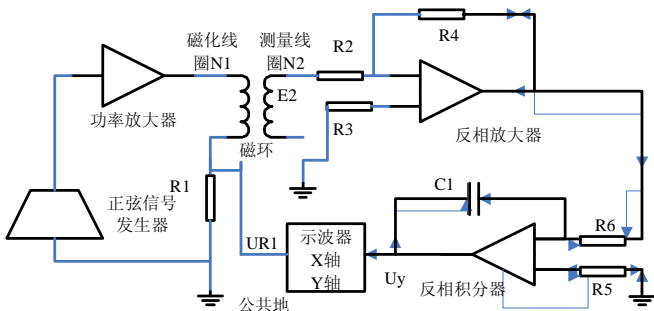 磁化线
圈N1
测量线
圈N2
R2
R4
E2
功率放大器
R3
反相放大器
磁环
R1
正弦信号
发生器
C1
R6
UR1
示波器
X轴
Y轴
Uy
反相积分器
R5
公共地